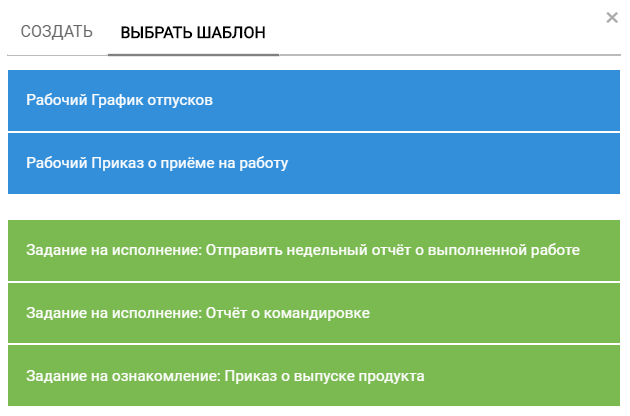 СОЗДАТЬ
ВЫБРАТЬ ШАБЛОН
Рабочий График отпусков
Рабочий Приказ о приёме на работу
Задание на исполнение: Отправить недельный отчёт о выполненной работе
Задание на исполнение: Отчёт о командировке
Задание на ознакомление: Приказ о выпуске продукта